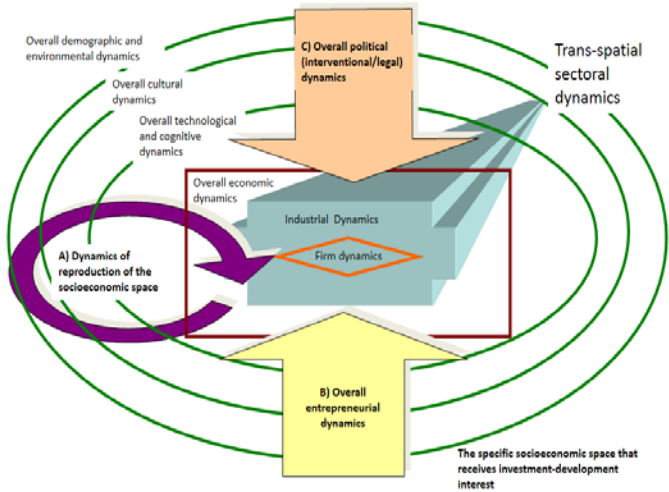 Overall demographic and
environmental dynamics
Overall cultural
dynamics
Overall technological
and cognitive
dynamics
C) Overall political
(interventional/legal)
dynamics
Trans-spatial
sectoral
dynamics
Overall economic
dynamics
Industrial Dynamics
Firm dynamics
A) Dynamics of
reproduction of the
socioeconomic space
B) Overall
entrepreneurial
dynamics
The specific socioeconomic space that
receives investment-development
interest